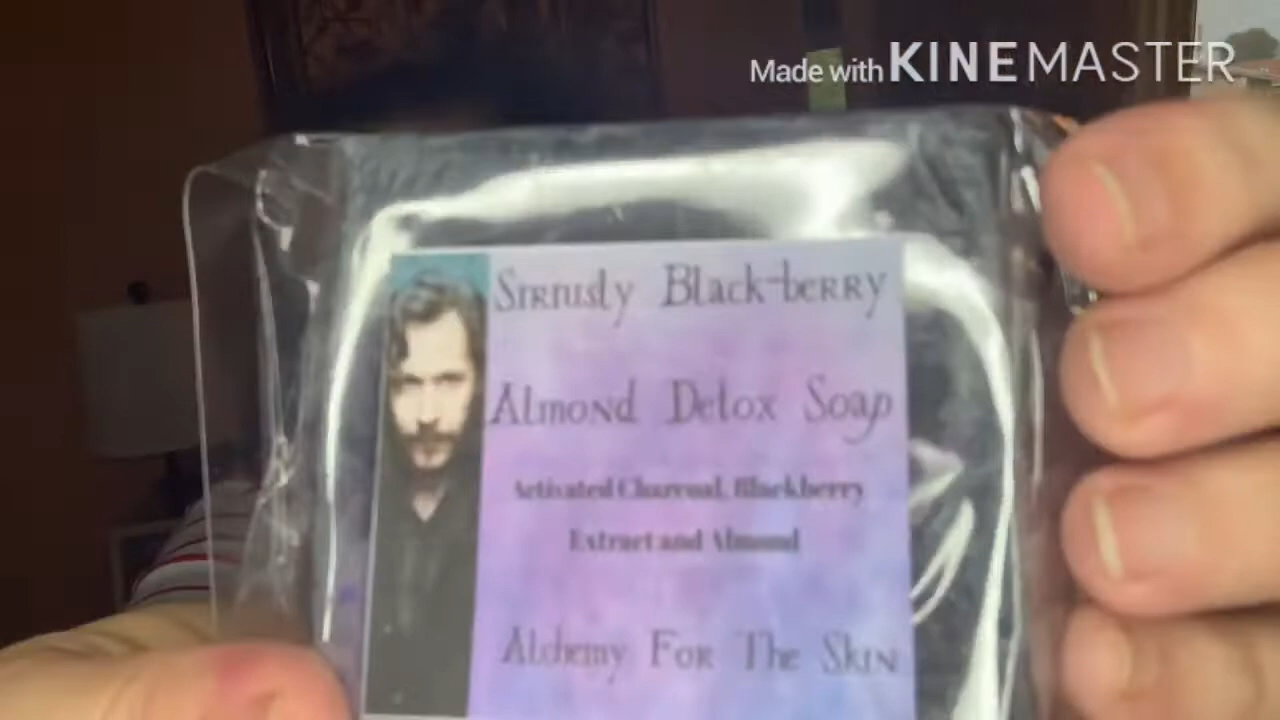 Made with KINEMASTER
Siriusly Black-berry
Almond Detox Soap
Activated Charcoal, Blackberry
Extract and Almond
Alchemy For The Skin